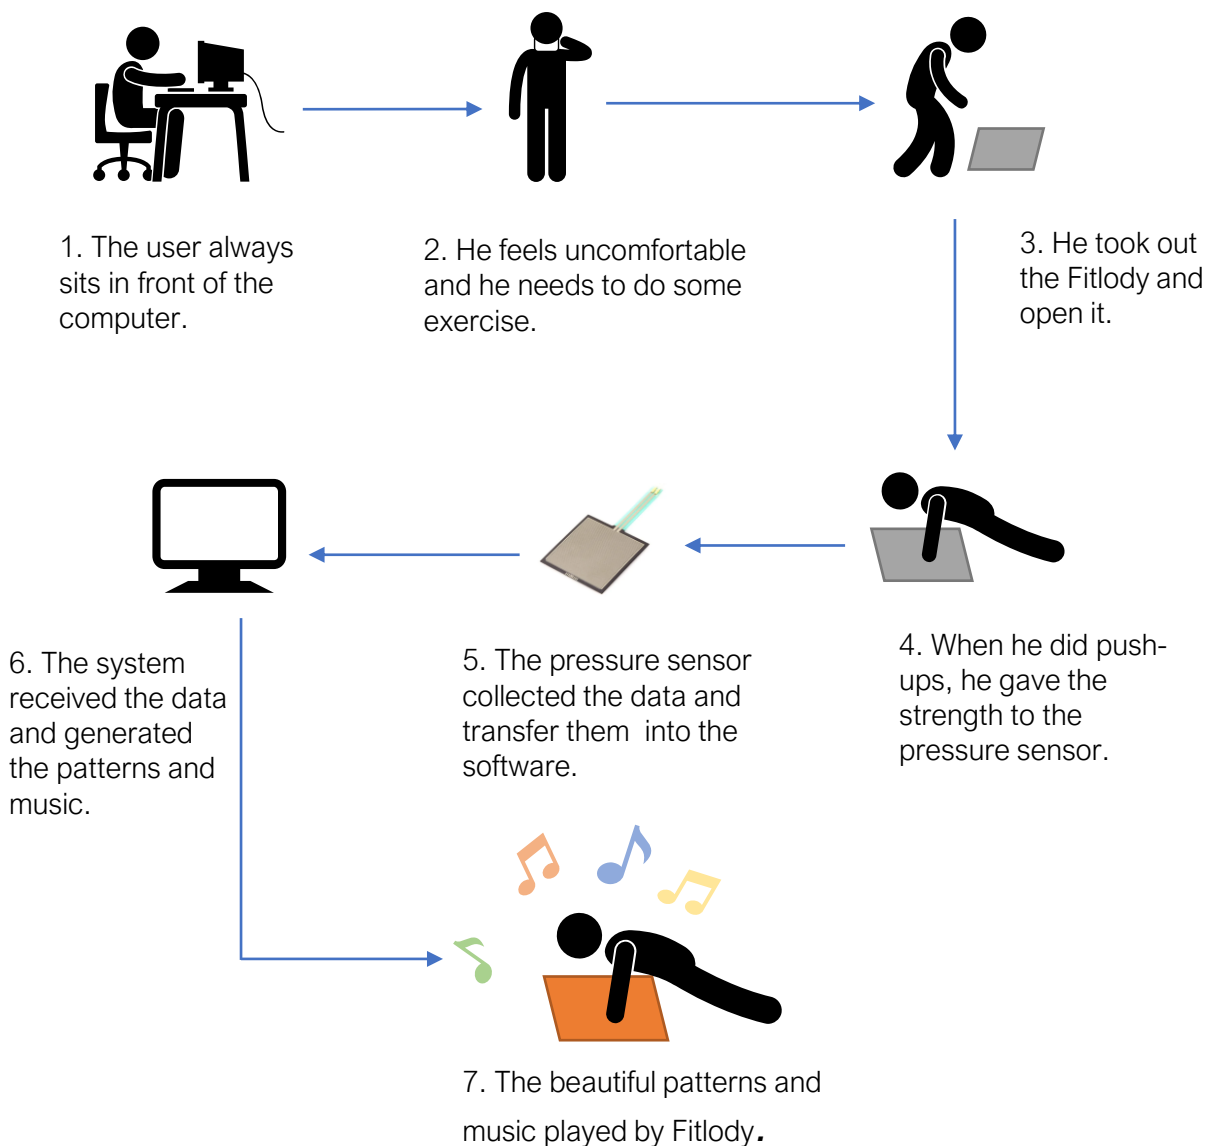 1. The user always
sits in front of the
computer.
2. He feels uncomfortable
and he needs to do some
exercise.
3. He took out
the Fitlody and
open it.
4. When he did push-
ups, he gave the
strength to the
pressure sensor.
5. The pressure sensor
collected the data and
transfer them  into the
software.
6. The system
received the data
and generated
the patterns and
music.
7. The beautiful patterns and
music played by Fitlody.